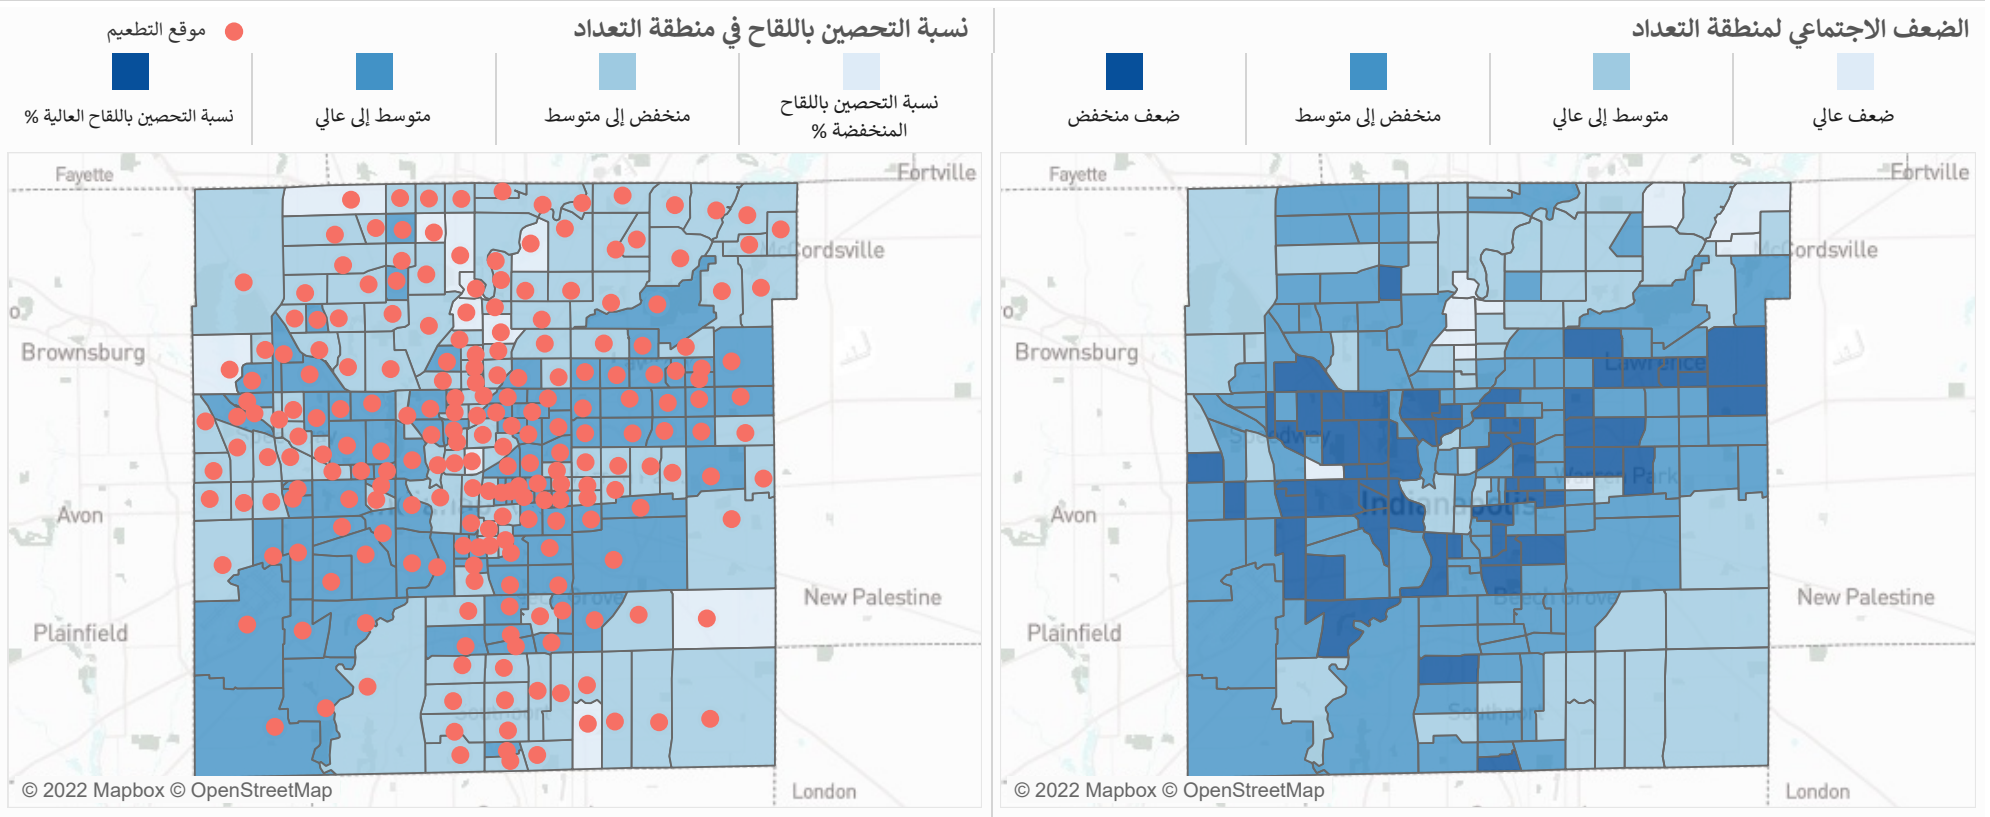 الضعف الاجتماعي لمنطقة التعداد
ضعف عالي
متوسط إلى عالي
منخفض إلى متوسط
ضعف منخفض
Fayette
Fortville
McCordsville
Brownsburg
Lawrence
Speedway
Warren Park
Indianapolis
Avon
New Palestine
Beech Grove
Plainfield
Southport
London
© 2022 Mapbox © OpenStreetMap
نسبة التحصين باللقاح في منطقة التعداد
موقع التطعيم
نسبة التحصين باللقاح
المنخفضة %
منخفض إلى متوسط
متوسط إلى عالي
نسبة التحصين باللقاح العالية %
Fayette
Fortville
McCordsville
Brownsburg
Avon
New Palestine
Plainfield
Southport
London
© 2022 Mapbox © OpenStreetMap